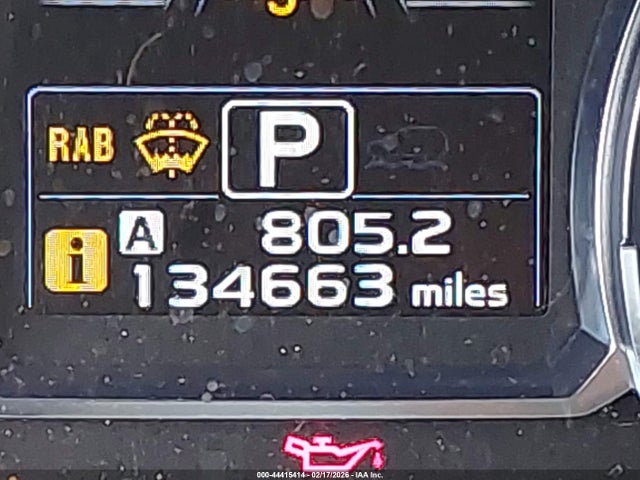 RAB P
A 805.2
i 134663 miles
000-44415414 - 02/17/2026 - IAA Inc.